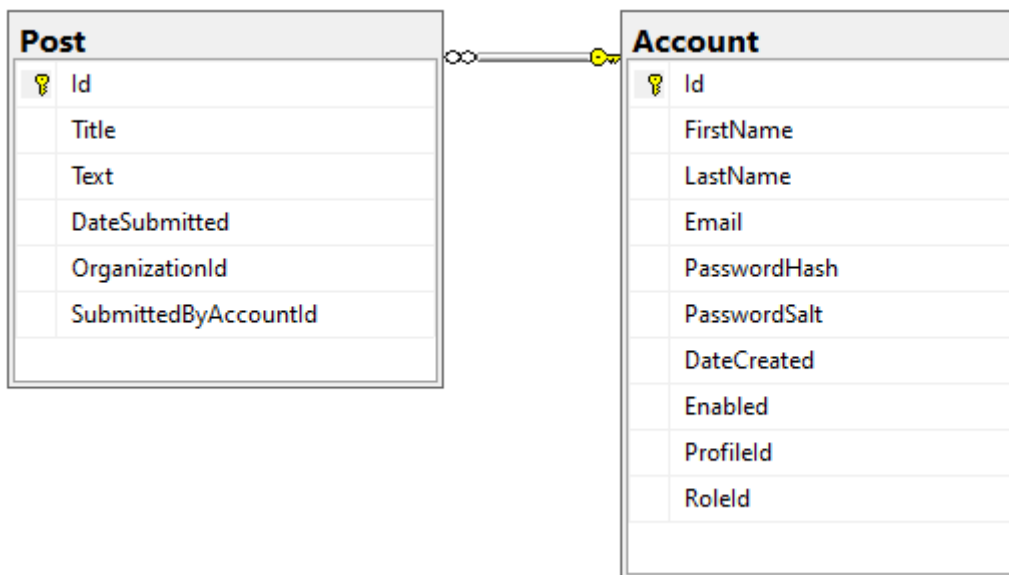 Post
Id
Title
Text
DateSubmitted
OrganizationId
SubmittedByAccountId
Account
Id
FirstName
LastName
Email
PasswordHash
PasswordSalt
DateCreated
Enabled
ProfileId
RoleId